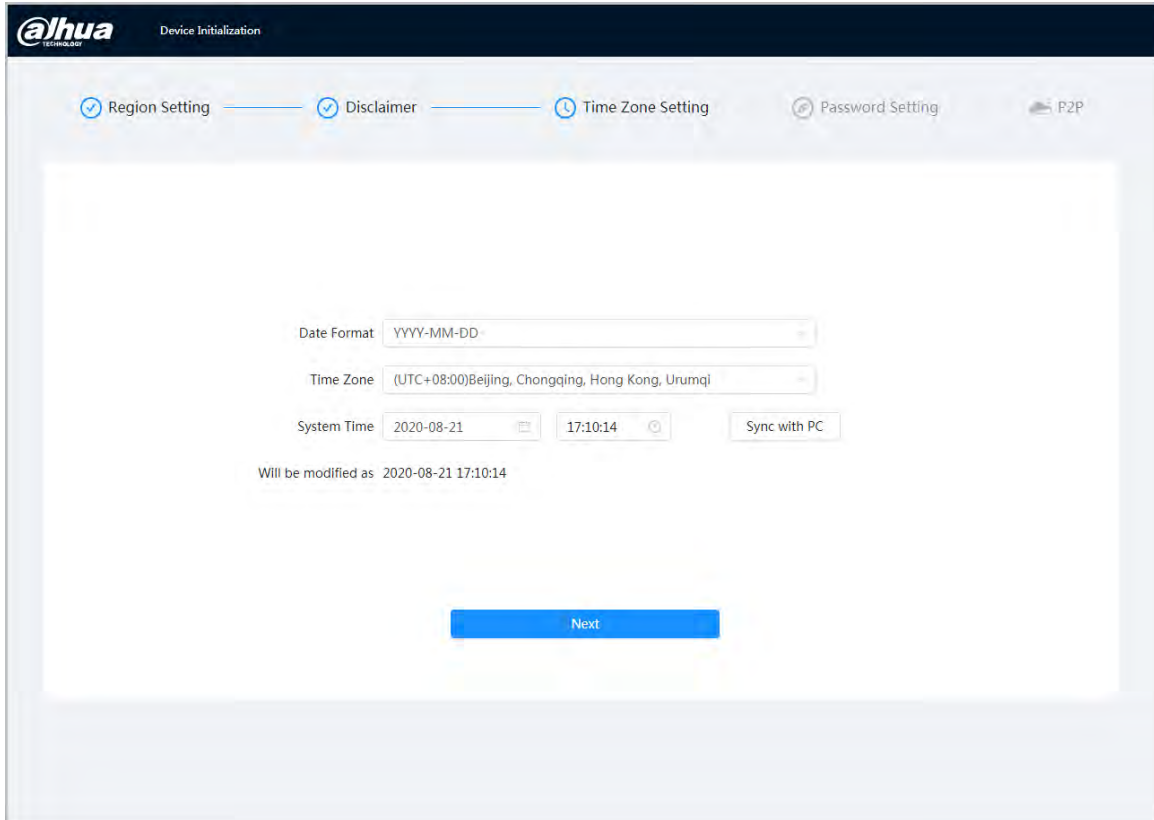 alhua
TECHNOLOGY
Device Initialization
Region Setting
Disclaimer
Time Zone Setting
Password Setting
P2P
Date Format YYYY-MM-DD
Time Zone (UTC+08:00)Beijing, Chongqing, Hong Kong, Urumqi
System Time 2020-08-21 17:10:14 Sync with PC
Will be modified as 2020-08-21 17:10:14
Next